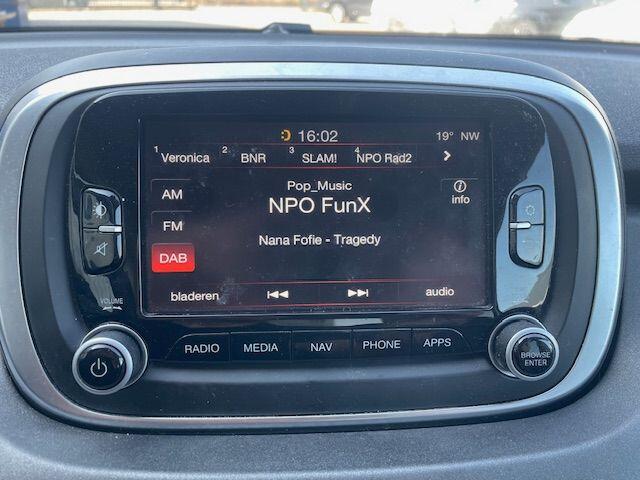 16:02 19° NW
1 Veronica 2 BNR 3 SLAM! 4 NPO Rad2
AM
Pop_Music
info
NPO FunX
FM
Nana Fofie - Tragedy
DAB
bladeren audio
VOLUME
RADIO MEDIA NAV PHONE APPS
BROWSE
ENTER